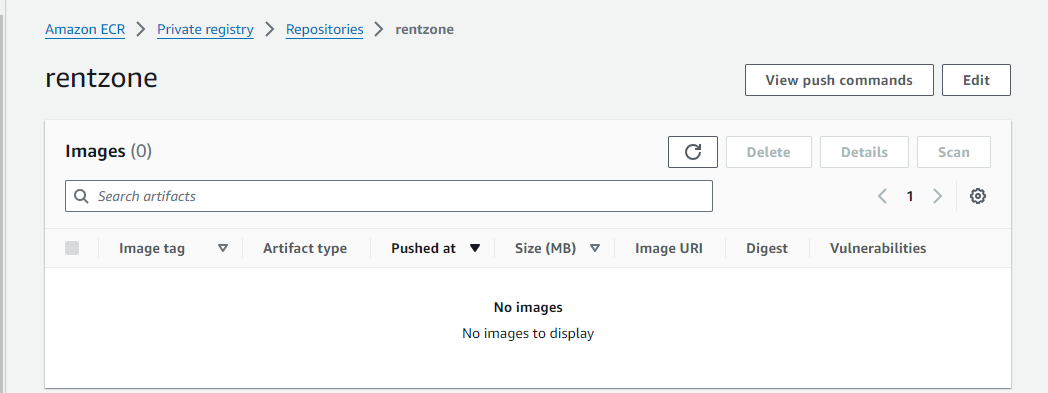 Amazon ECR > Private registry > Repositories > rentzone
rentzone
View push commands
Edit
Images (0)
Delete
Details
Scan
Search artifacts
1
Image tag
Artifact type
Pushed at
Size (MB)
Image URI
Digest
Vulnerabilities
No images
No images to display